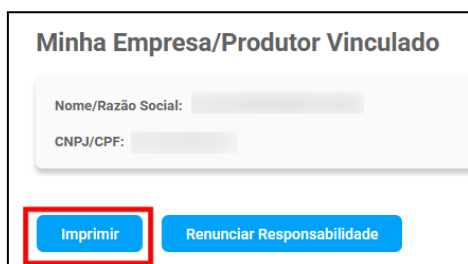 Minha Empresa/Produtor Vinculado
Nome/Razão Social:
CNPJ/CPF:
Imprimir Renunciar Responsabilidade